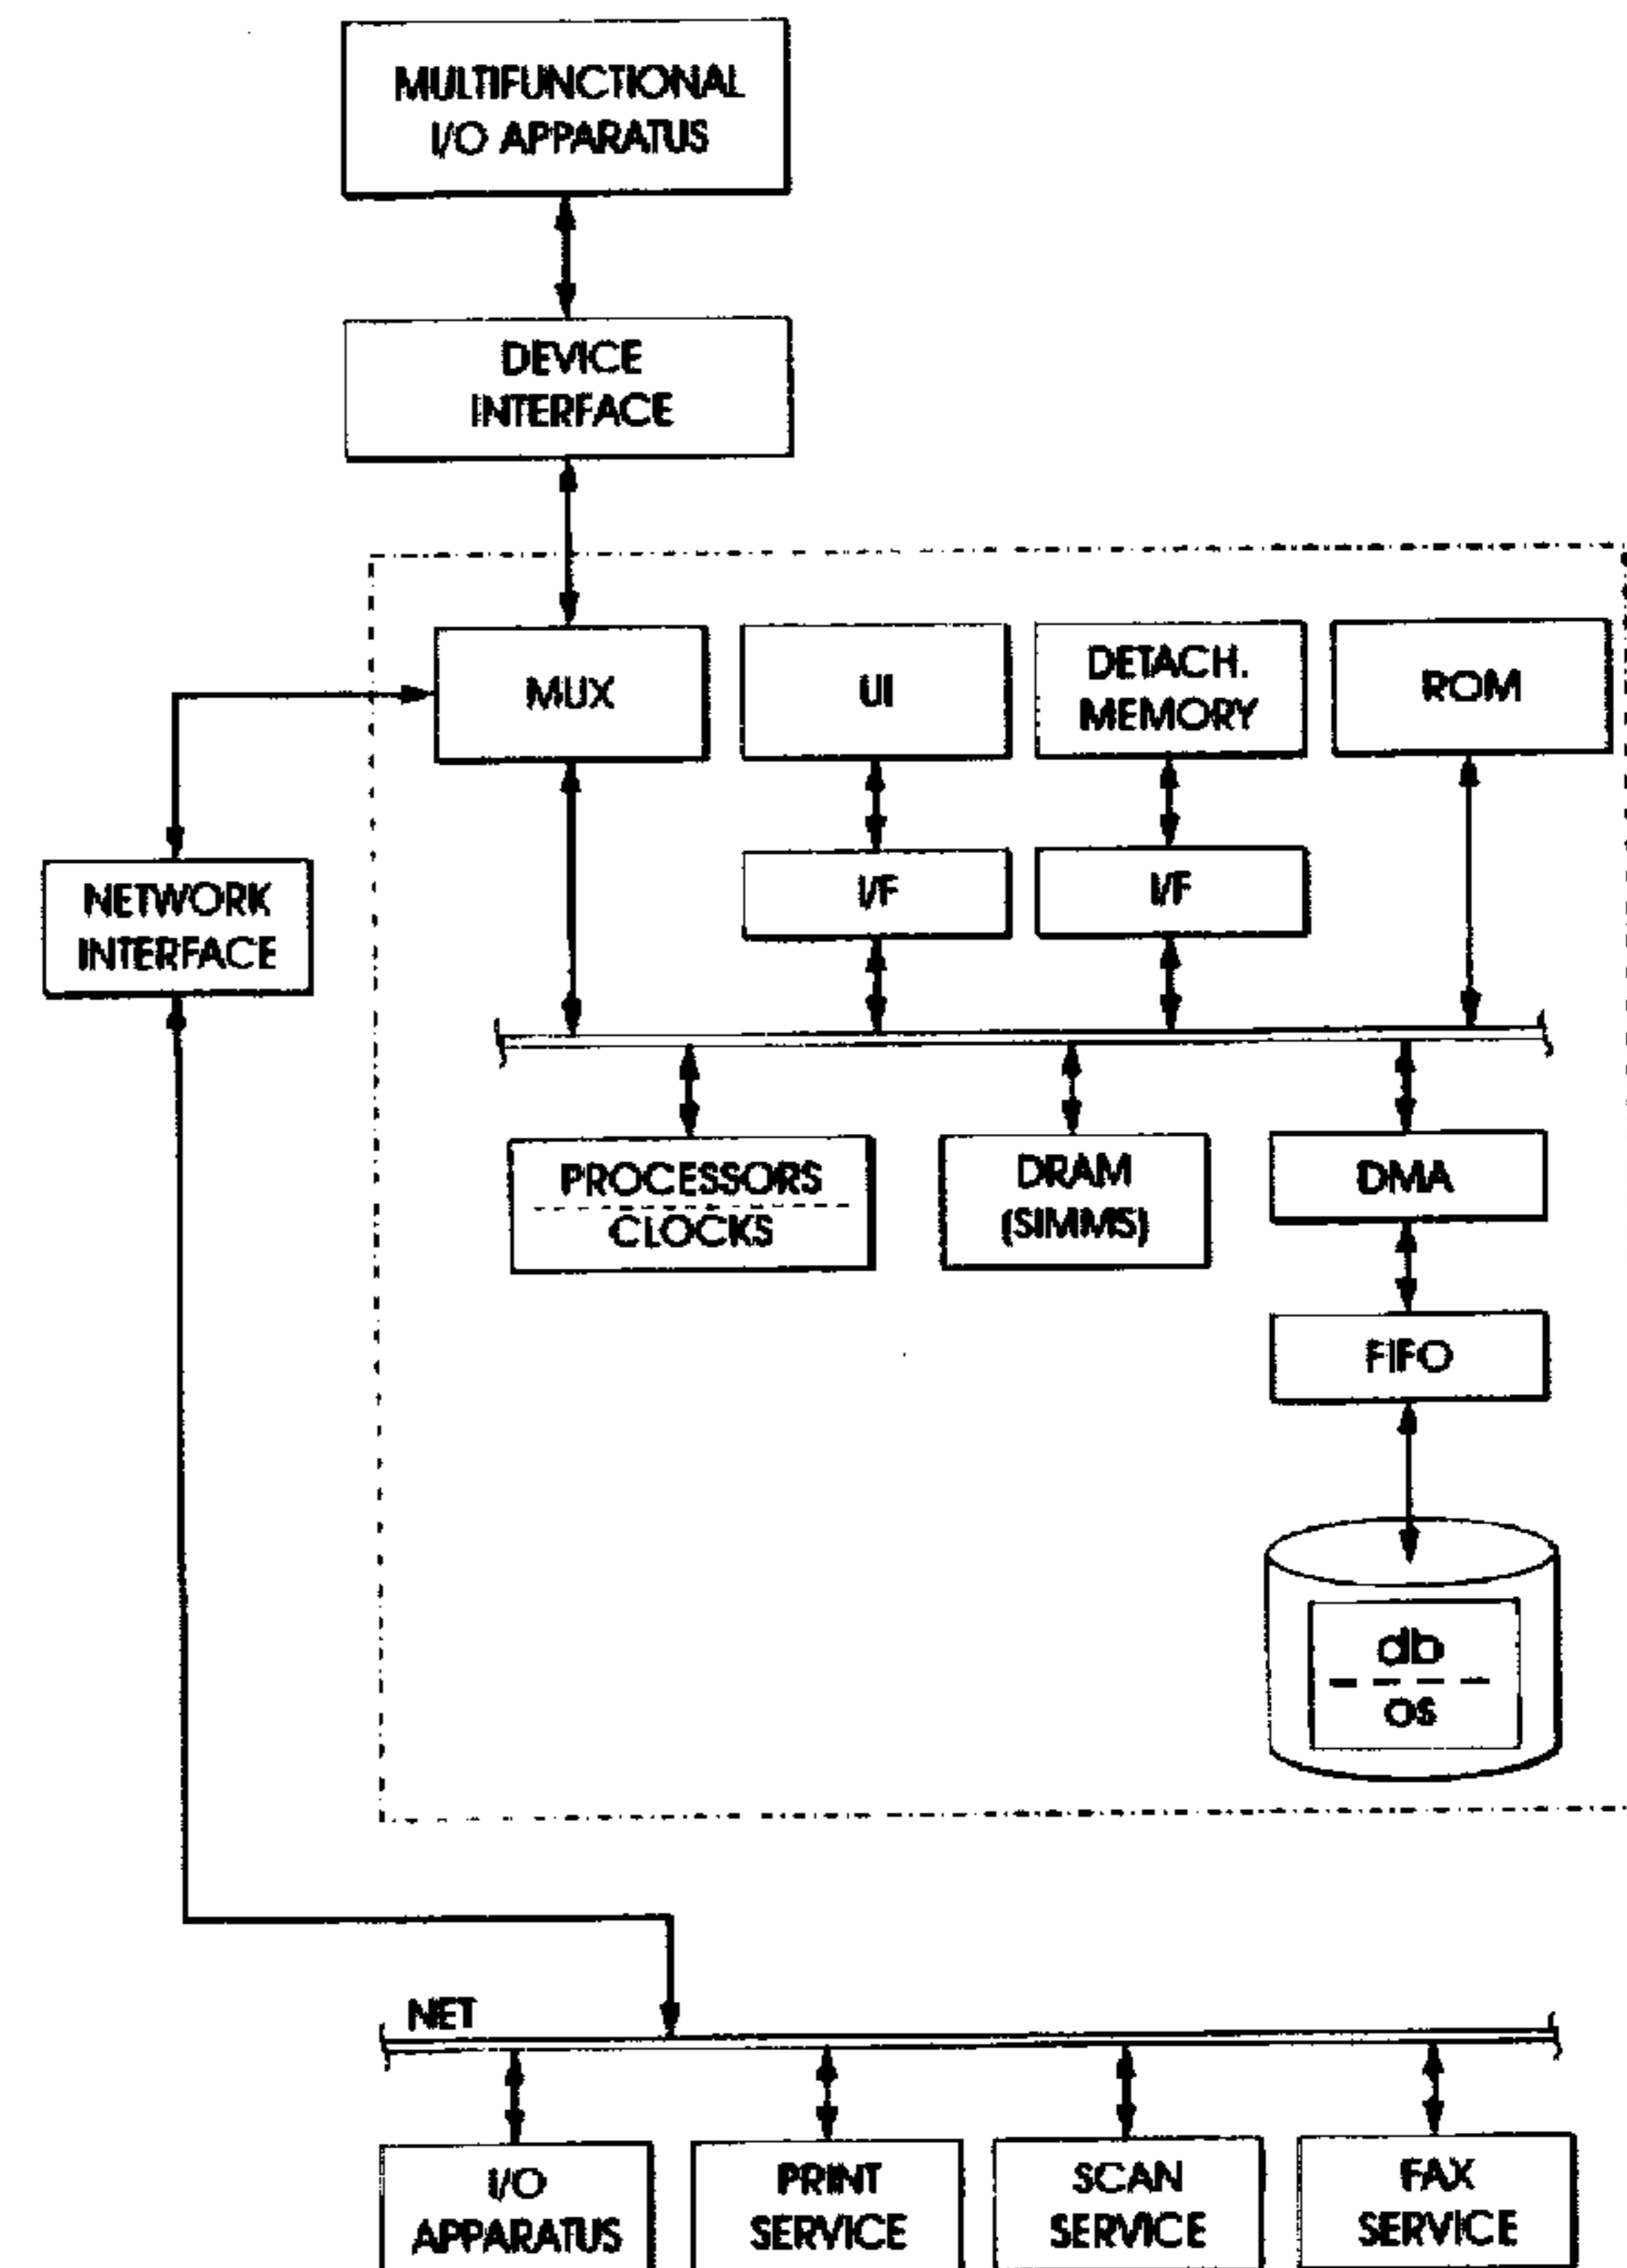 MULTIFUNCTIONAL
I/O APPARATUS
DEVICE
INTERFACE
MUX
UI
DETACH.
MEMORY
ROM
NETWORK
INTERFACE
I/F
I/F
PROCESSORS
CLOCKS
DRAM
(SIMMS)
DMA
FIFO
db
os
NET
I/O
APPARATUS
PRINT
SERVICE
SCAN
SERVICE
FAX
SERVICE